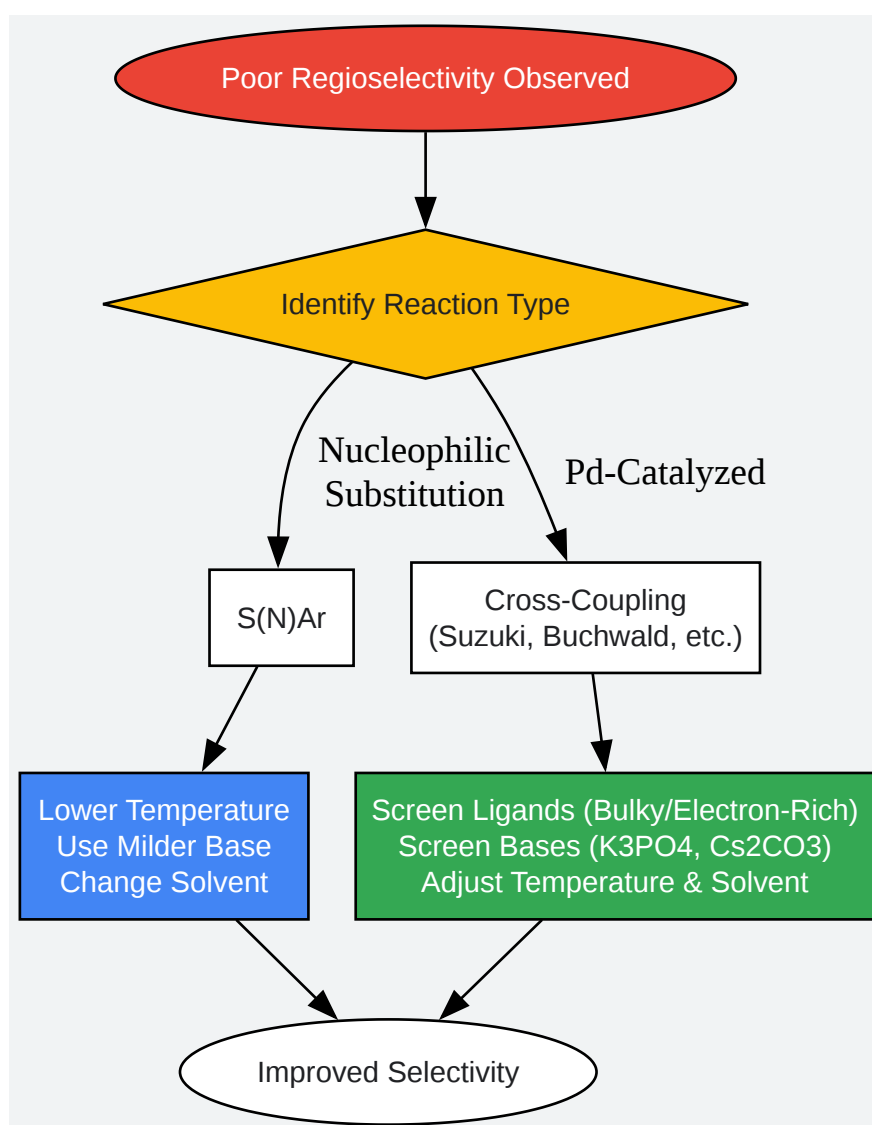 Poor Regioselectivity Observed
Identify Reaction Type
Nucleophilic
Substitution
Pd-Catalyzed
S(N)Ar
Cross-Coupling
(Suzuki, Buchwald, etc.)
Lower Temperature
Use Milder Base
Change Solvent
Screen Ligands (Bulky/Electron-Rich)
Screen Bases (K3PO4, Cs2CO3)
Adjust Temperature & Solvent
Improved Selectivity